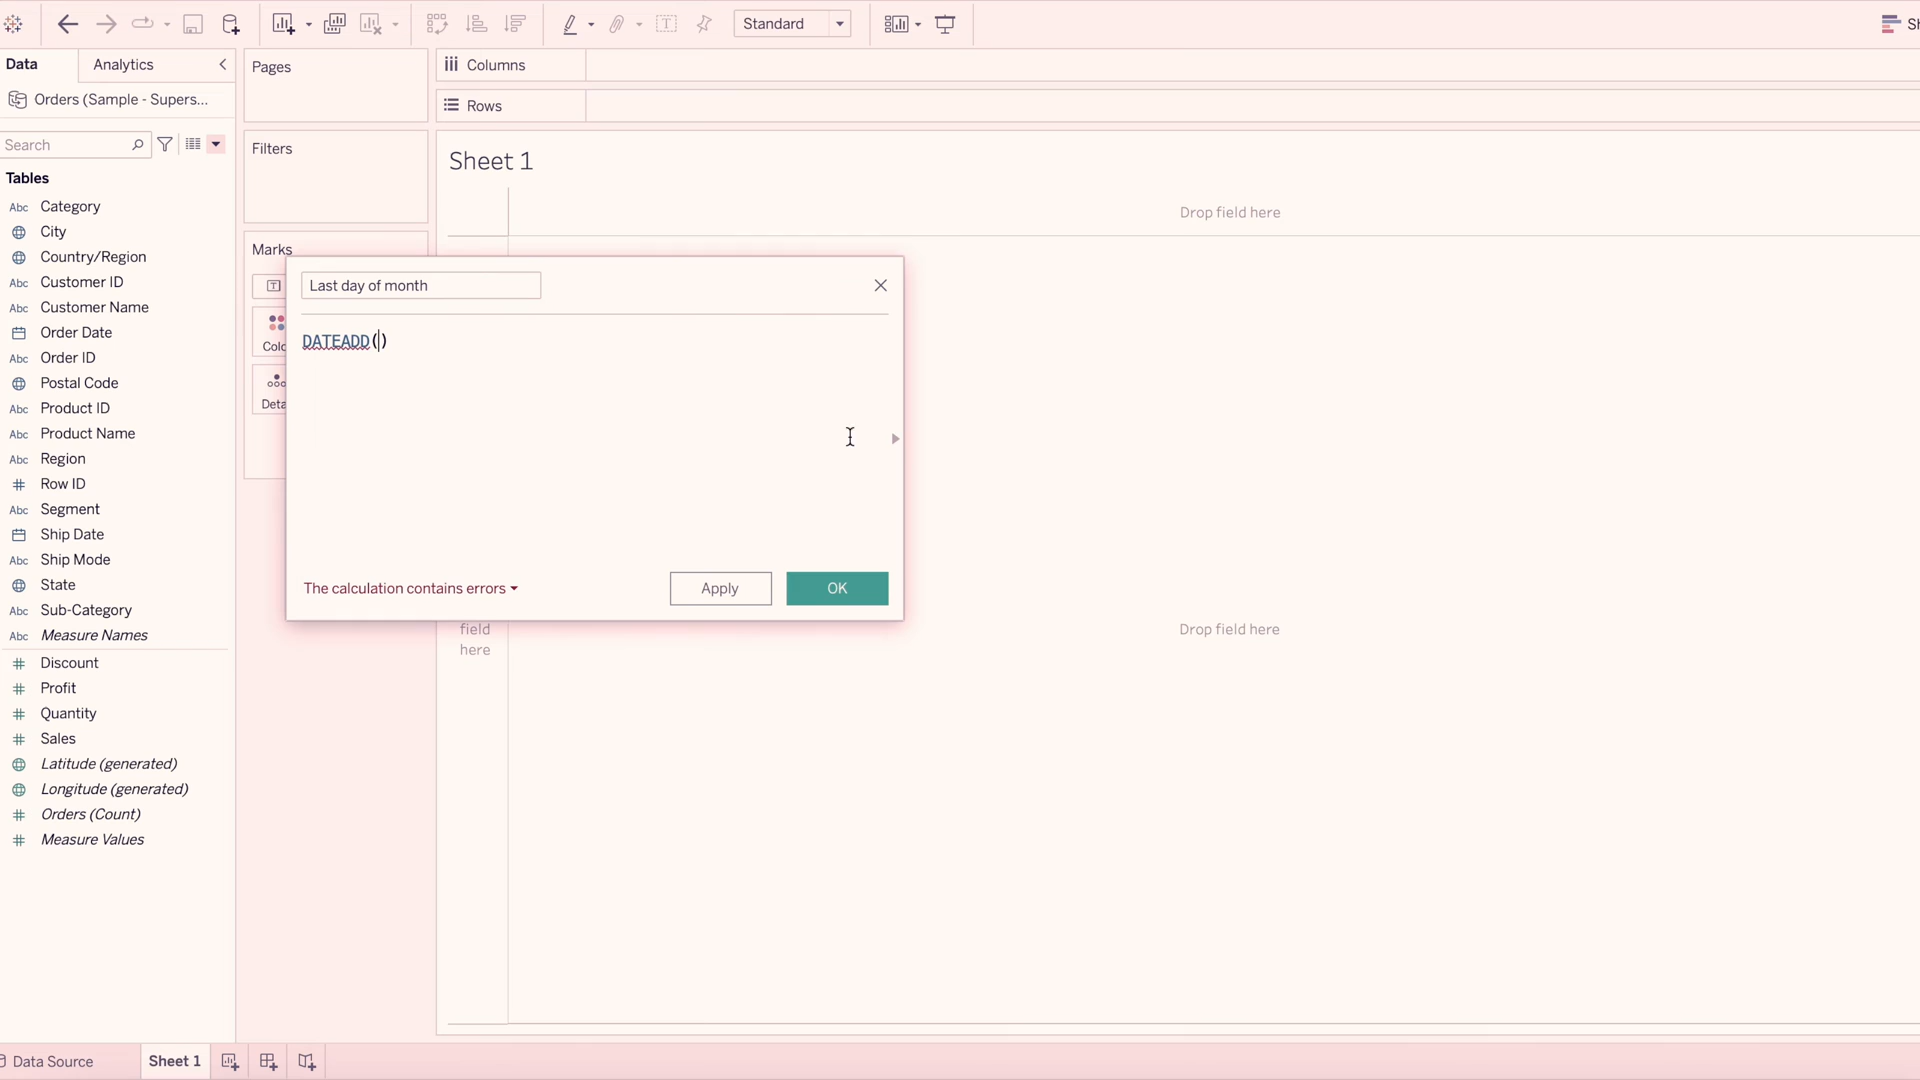 Standard
Sh
Data
Analytics
Orders (Sample - Supers...
Search
Tables
Abc Category
City
Country/Region
Abc Customer ID
Abc Customer Name
Order Date
Abc Order ID
Postal Code
Abc Product ID
Abc Product Name
Abc Region
Row ID
Abc Segment
Ship Date
Abc Ship Mode
State
Abc Sub-Category
Abc Measure Names
Discount
Profit
Quantity
Sales
Latitude (generated)
Longitude (generated)
Orders (Count)
Measure Values
Pages
Filters
Marks
T
Colo
Deta
Columns
Rows
Sheet 1
Drop field here
Last day of month
DATEADD()
The calculation contains errors
Apply
OK
field
here
Drop field here
Data Source
Sheet 1